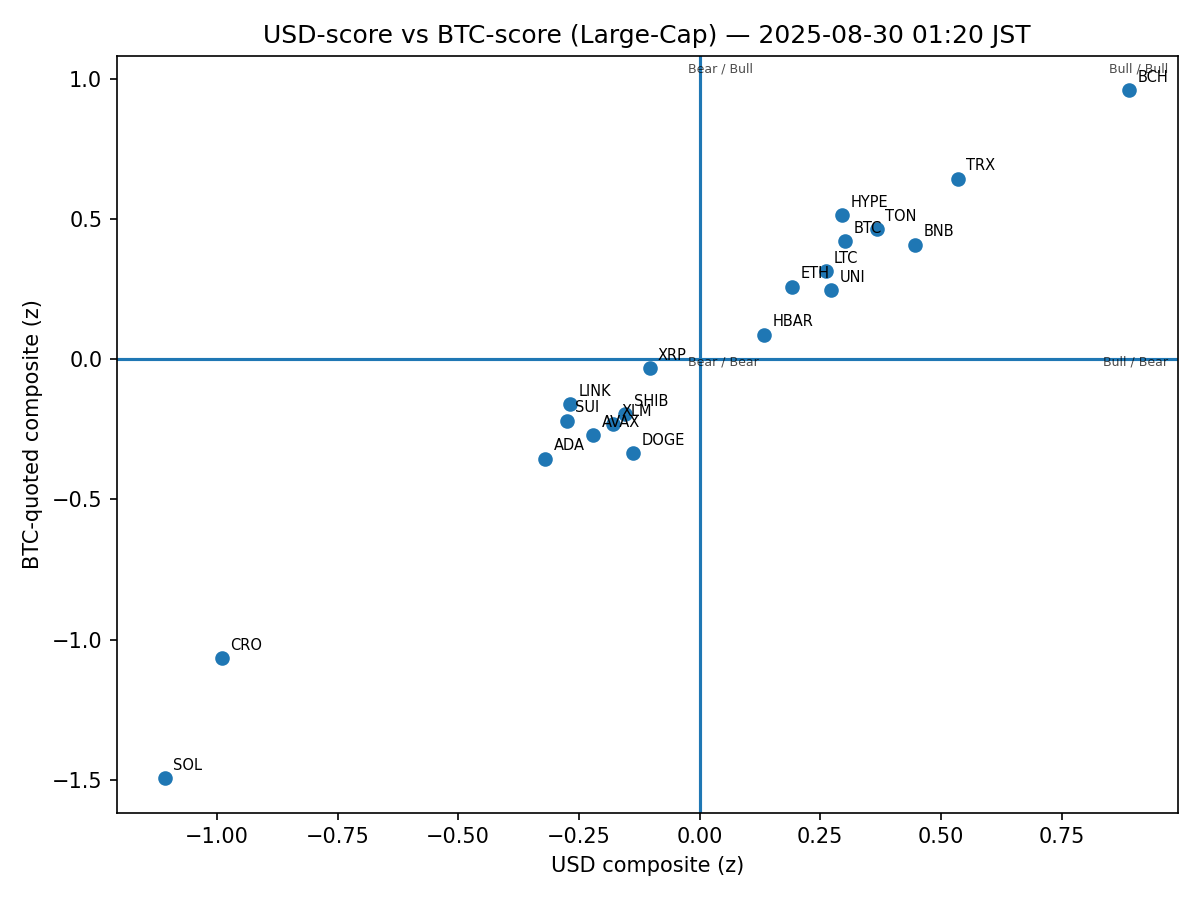 USD-score vs BTC-score (Large-Cap) — 2025-08-30 01:20 JST
Bear / Bull
Bull / Bull
BCH
TRX
HYPE
TON
BTC
BNB
LTC
ETH
UNI
HBAR
XRP
Bear / Bear
Bull / Bear
LINK
SHIB
SUI
XLM
AVAX
DOGE
ADA
CRO
SOL
1.0
0.5
0.0
−0.5
−1.0
−1.5
BTC-quoted composite (z)
−1.00
−0.75
−0.50
−0.25
0.00
0.25
0.50
0.75
USD composite (z)